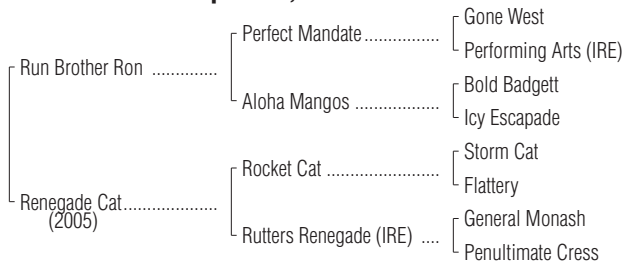 Gone West
Perfect Mandate
Performing Arts (IRE)
Run Brother Ron
Bold Badgett
Aloha Mangos
Icy Escapade
Storm Cat
Rocket Cat
Flattery
Renegade Cat
(2005)
General Monash
Rutters Renegade (IRE)
Penultimate Cress